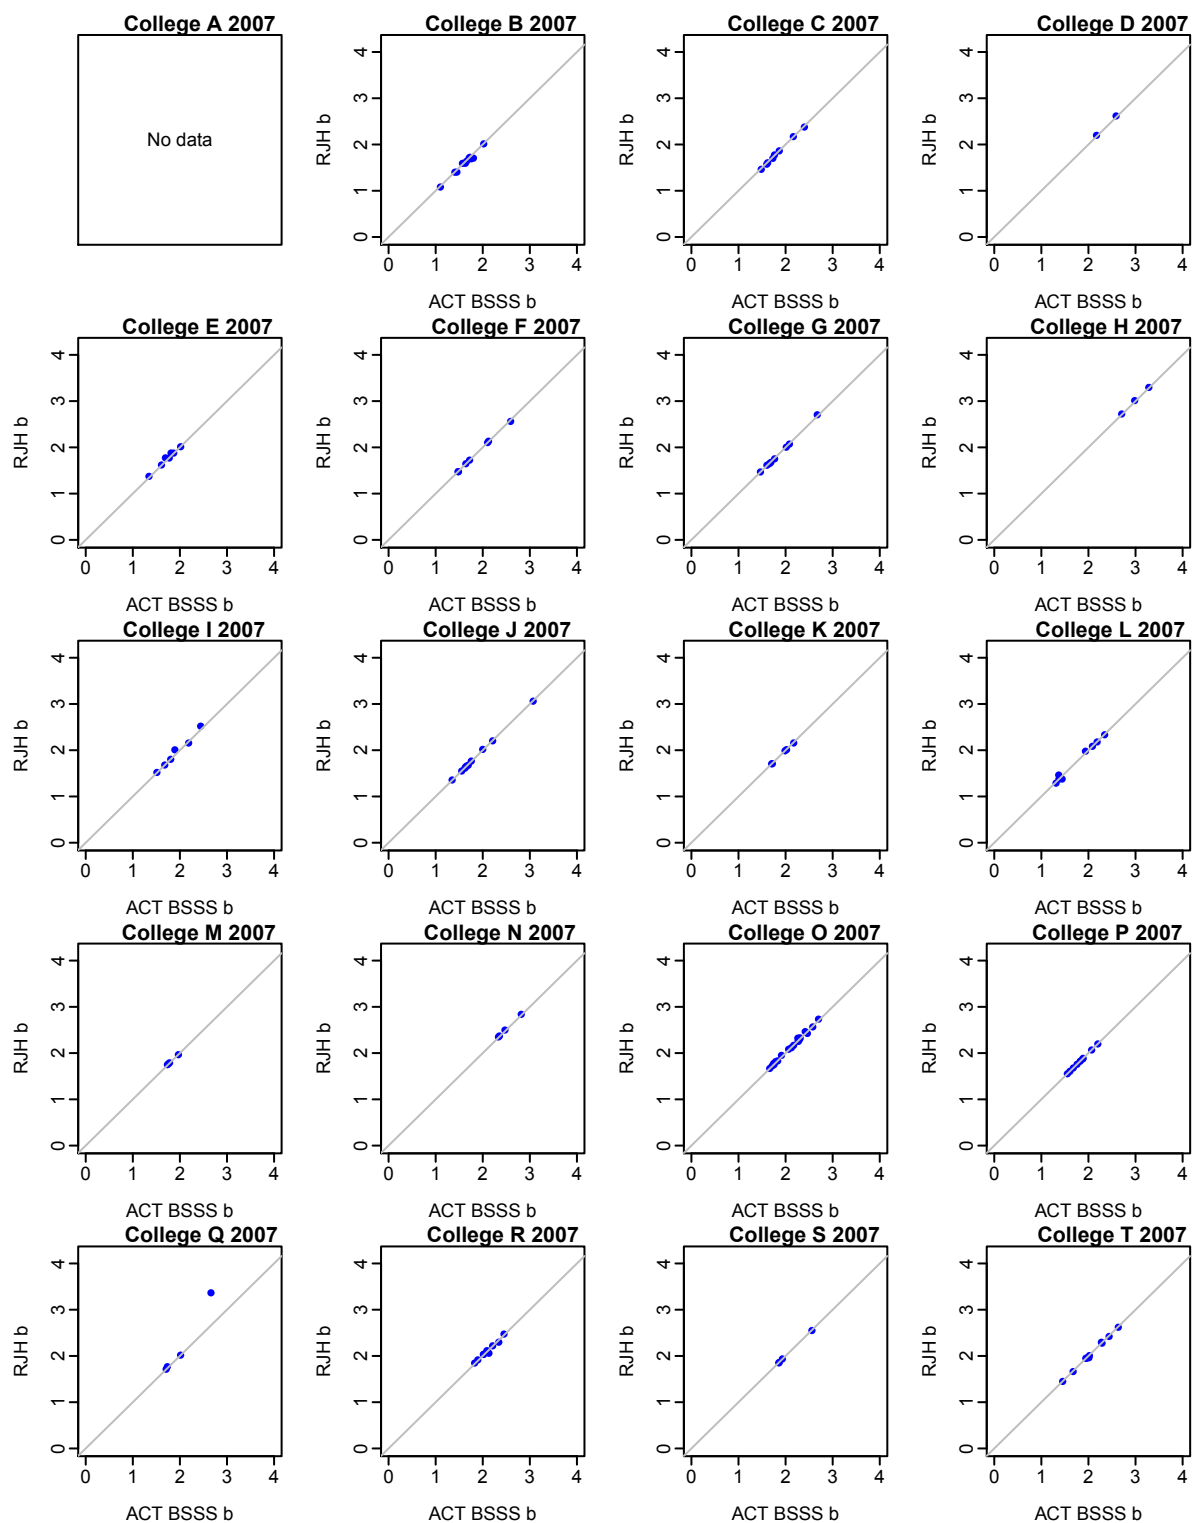 College A 2007
No data
College B 2007
RJH b
0 1 2 3 4
0 1 2 3 4
ACT BSSS b
College C 2007
RJH b
0 1 2 3 4
0 1 2 3 4
ACT BSSS b
College D 2007
RJH b
0 1 2 3 4
0 1 2 3 4
ACT BSSS b
College E 2007
RJH b
0 1 2 3 4
0 1 2 3 4
ACT BSSS b
College F 2007
RJH b
0 1 2 3 4
0 1 2 3 4
ACT BSSS b
College G 2007
RJH b
0 1 2 3 4
0 1 2 3 4
ACT BSSS b
College H 2007
RJH b
0 1 2 3 4
0 1 2 3 4
ACT BSSS b
College I 2007
RJH b
0 1 2 3 4
0 1 2 3 4
ACT BSSS b
College J 2007
RJH b
0 1 2 3 4
0 1 2 3 4
ACT BSSS b
College K 2007
RJH b
0 1 2 3 4
0 1 2 3 4
ACT BSSS b
College L 2007
RJH b
0 1 2 3 4
0 1 2 3 4
ACT BSSS b
College M 2007
RJH b
0 1 2 3 4
0 1 2 3 4
ACT BSSS b
College N 2007
RJH b
0 1 2 3 4
0 1 2 3 4
ACT BSSS b
College O 2007
RJH b
0 1 2 3 4
0 1 2 3 4
ACT BSSS b
College P 2007
RJH b
0 1 2 3 4
0 1 2 3 4
ACT BSSS b
College Q 2007
RJH b
0 1 2 3 4
0 1 2 3 4
ACT BSSS b
College R 2007
RJH b
0 1 2 3 4
0 1 2 3 4
ACT BSSS b
College S 2007
RJH b
0 1 2 3 4
0 1 2 3 4
ACT BSSS b
College T 2007
RJH b
0 1 2 3 4
0 1 2 3 4
ACT BSSS b